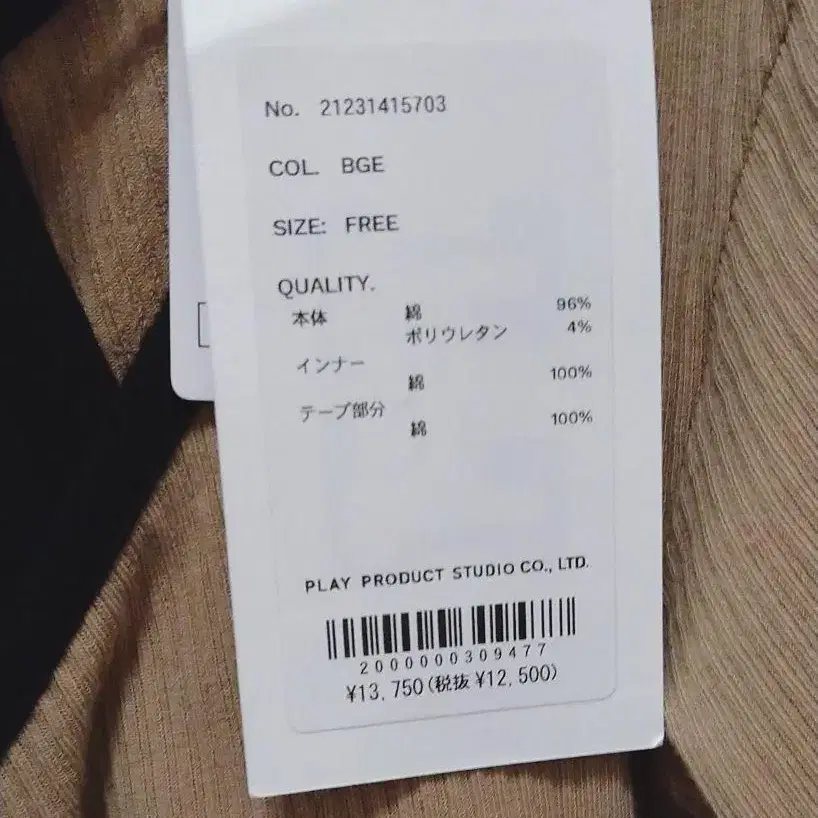 No. 21231415703
COL. BGE
SIZE: FREE
QUALITY.
本体 綿 96%
ポリウレタン 4%
インナー
綿 100%
テープ部分
綿 100%
PLAY PRODUCT STUDIO CO., LTD.
2000000309477
¥13,750(税抜¥12,500)